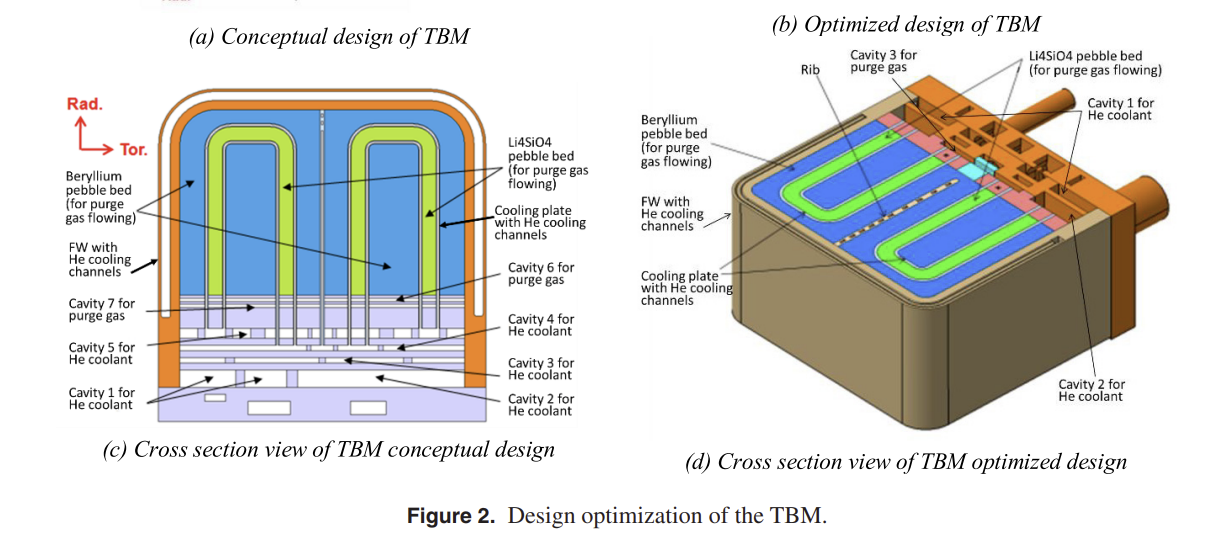 (a) Conceptual design of TBM
(b) Optimized design of TBM
Rad.
Tor.
Beryllium
pebble bed
(for purge
gas flowing)
FW with
He cooling
channels
Cavity 7 for
purge gas
Cavity 5 for
He coolant
Cavity 1 for
He coolant
Li4SiO4
pebble bed
(for purge gas
flowing)
Cooling plate
with He cooling
channels
Cavity 6 for
purge gas
Cavity 4 for
He coolant
Cavity 3 for
He coolant
Cavity 2 for
He coolant
(c) Cross section view of TBM conceptual design
Rib
Cavity 3 for
purge gas
Li4SiO4 pebble bed
(for purge gas flowing)
Cavity 1 for
He coolant
Beryllium
pebble bed
(for purge
gas flowing)
FW with
He cooling
channels
Cooling plate
with He cooling
channels
Cavity 2 for
He coolant
(d) Cross section view of TBM optimized design
Figure 2. Design optimization of the TBM.